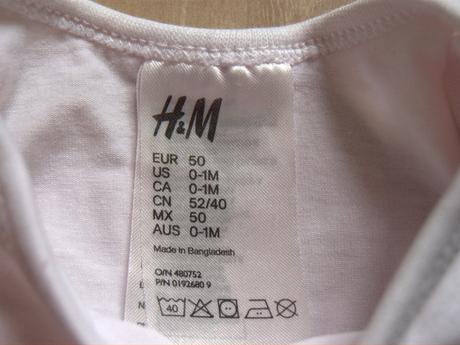 H&M
EUR 50
US 0-1M
CA 0-1M
CN 52/40
MX 50
AUS 0-1M
Made in Bangladesh
O/N 480752
P/N 0192680 9
40